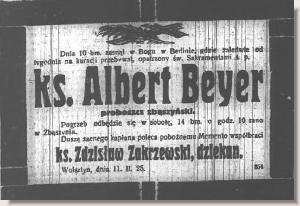 Dnia 10 bm. zasnął w Bogu w Berlinie, gdzie zaledwie od
tygodnia na kuracji przebywał, opatrzony św. Sakramentami ś. p.
ks. Albert Beyer
proboszcz zbąszyński.
Pogrzeb odbędzie się w sobotę, 14 bm. o godz. 10 rano
w Zbąszyniu.
Duszę zacnego kapłana poleca pobożnemu Memento współbraci
ks. Zdzisław Zakrzewski, dziekan.
Wolsztyn, dnia 11. II. 25.